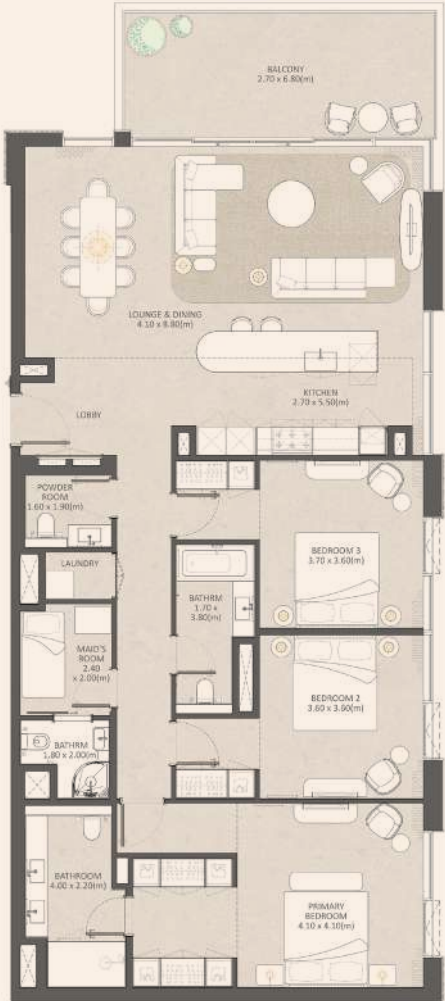 BALCONY
2.70 x 6.80(m)
LOUNGE & DINING
4.10 x 8.80(m)
KITCHEN
2.70 x 5.50(m)
LOBBY
POWDER
ROOM
1.60 x 1.90(m)
BEDROOM 3
3.70 x 3.60(m)
LAUNDRY
BATHRM
1.70 x
3.80(m)
MAID'S
ROOM
2.40
x 2.00(m)
BEDROOM 2
3.60 x 3.60(m)
BATHRM
1.80 x 2.00(m)
BATHROOM
4.00 x 2.20(m)
PRIMARY
BEDROOM
4.10 x 4.10(m)